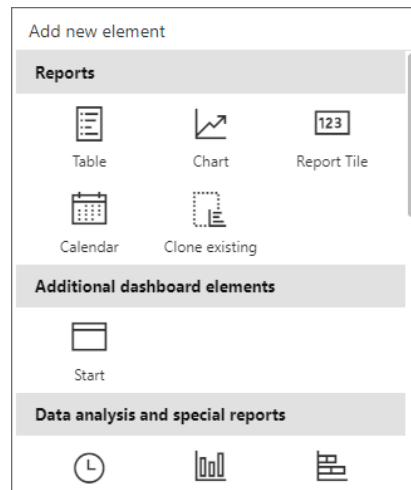 Add new element
Reports
Table Chart Report Tile
123
Calendar Clone existing
Additional dashboard elements
Start
Data analysis and special reports